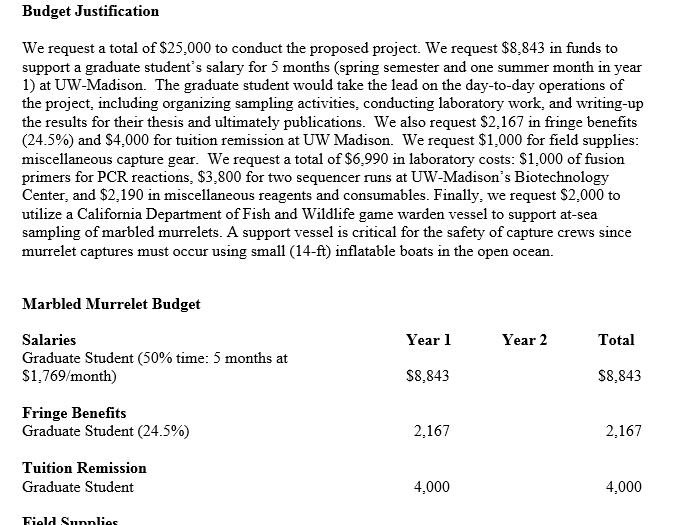 Budget Justification
We request a total of $25,000 to conduct the proposed project. We request $8,843 in funds to
support a graduate student's salary for 5 months (spring semester and one summer month in year
1) at UW-Madison. The graduate student would take the lead on the day-to-day operations of
the project, including organizing sampling activities, conducting laboratory work, and writing-up
the results for their thesis and ultimately publications. We also request $2,167 in fringe benefits
(24.5%) and $4,000 for tuition remission at UW Madison. We request $1,000 for field supplies:
miscellaneous capture gear. We request a total of $6,990 in laboratory costs: $1,000 of fusion
primers for PCR reactions, $3,800 for two sequencer runs at UW-Madison's Biotechnology
Center, and $2,190 in miscellaneous reagents and consumables. Finally, we request $2,000 to
utilize a California Department of Fish and Wildlife game warden vessel to support at-sea
sampling of marbled murrelets. A support vessel is critical for the safety of capture crews since
murrelet captures must occur using small (14-ft) inflatable boats in the open ocean.
Marbled Murrelet Budget
Salaries Year 1 Year 2 Total
Graduate Student (50% time: 5 months at
$1,769/month) $8,843 $8,843
Fringe Benefits
Graduate Student (24.5%) 2,167 2,167
Tuition Remission
Graduate Student 4,000 4,000
Field Supplies